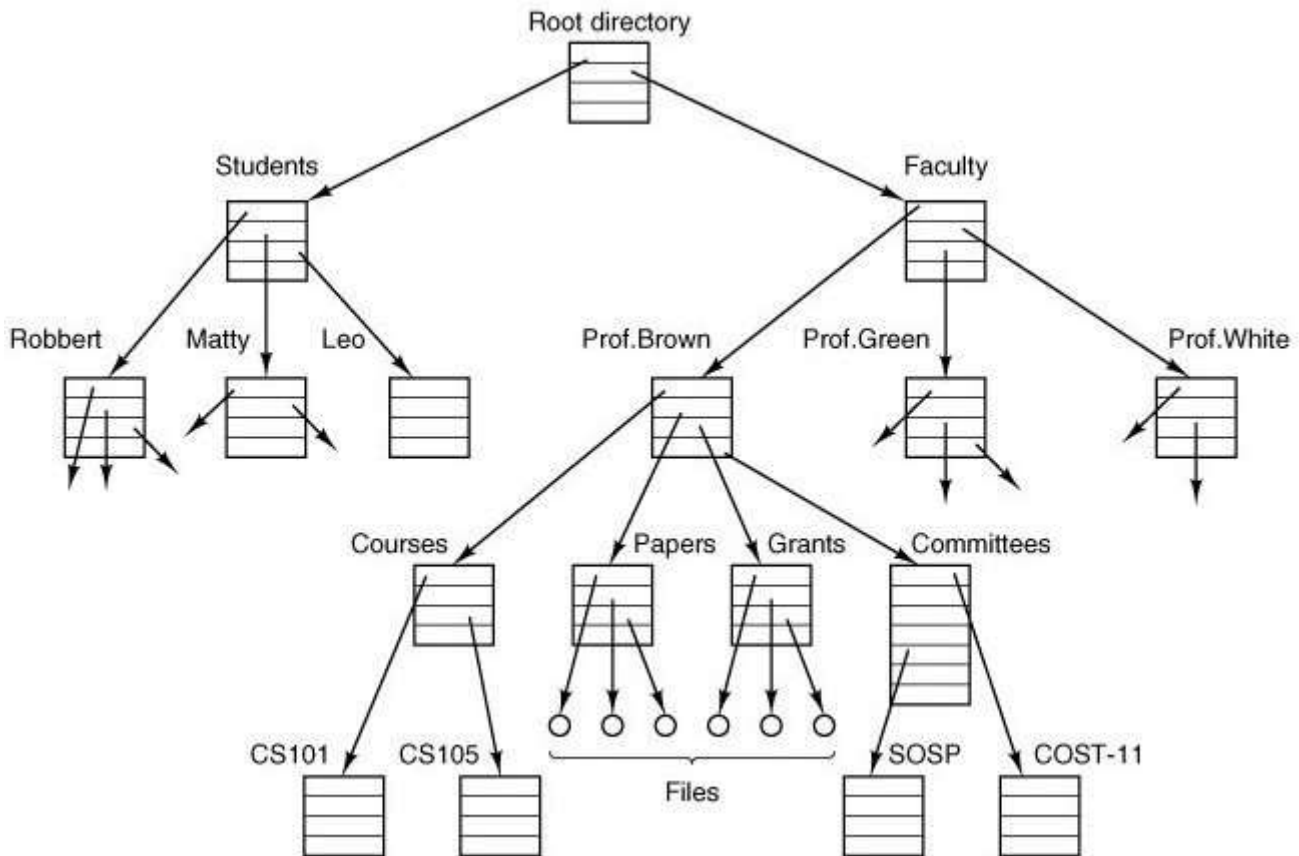 Root directory
Students
Faculty
Robbert
Matty
Leo
Prof.Brown
Prof.Green
Prof.White
Courses
Papers
Grants
Committees
CS101
CS105
SOSP
COST-11
Files